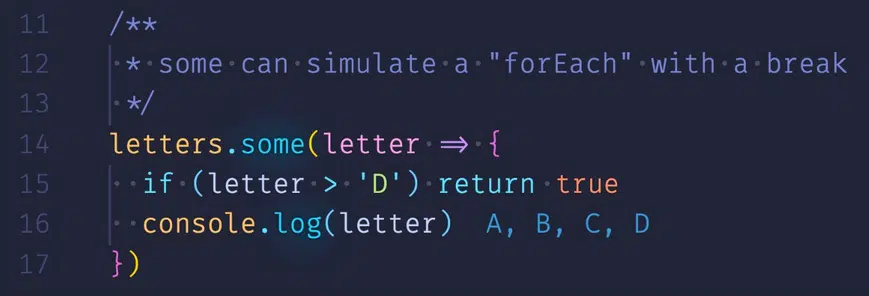 11 /**
12  * some can simulate a "forEach" with a break
13  */
14 letters.some(letter => {
15   if (letter > 'D') return true
16   console.log(letter)  A, B, C, D
17 })